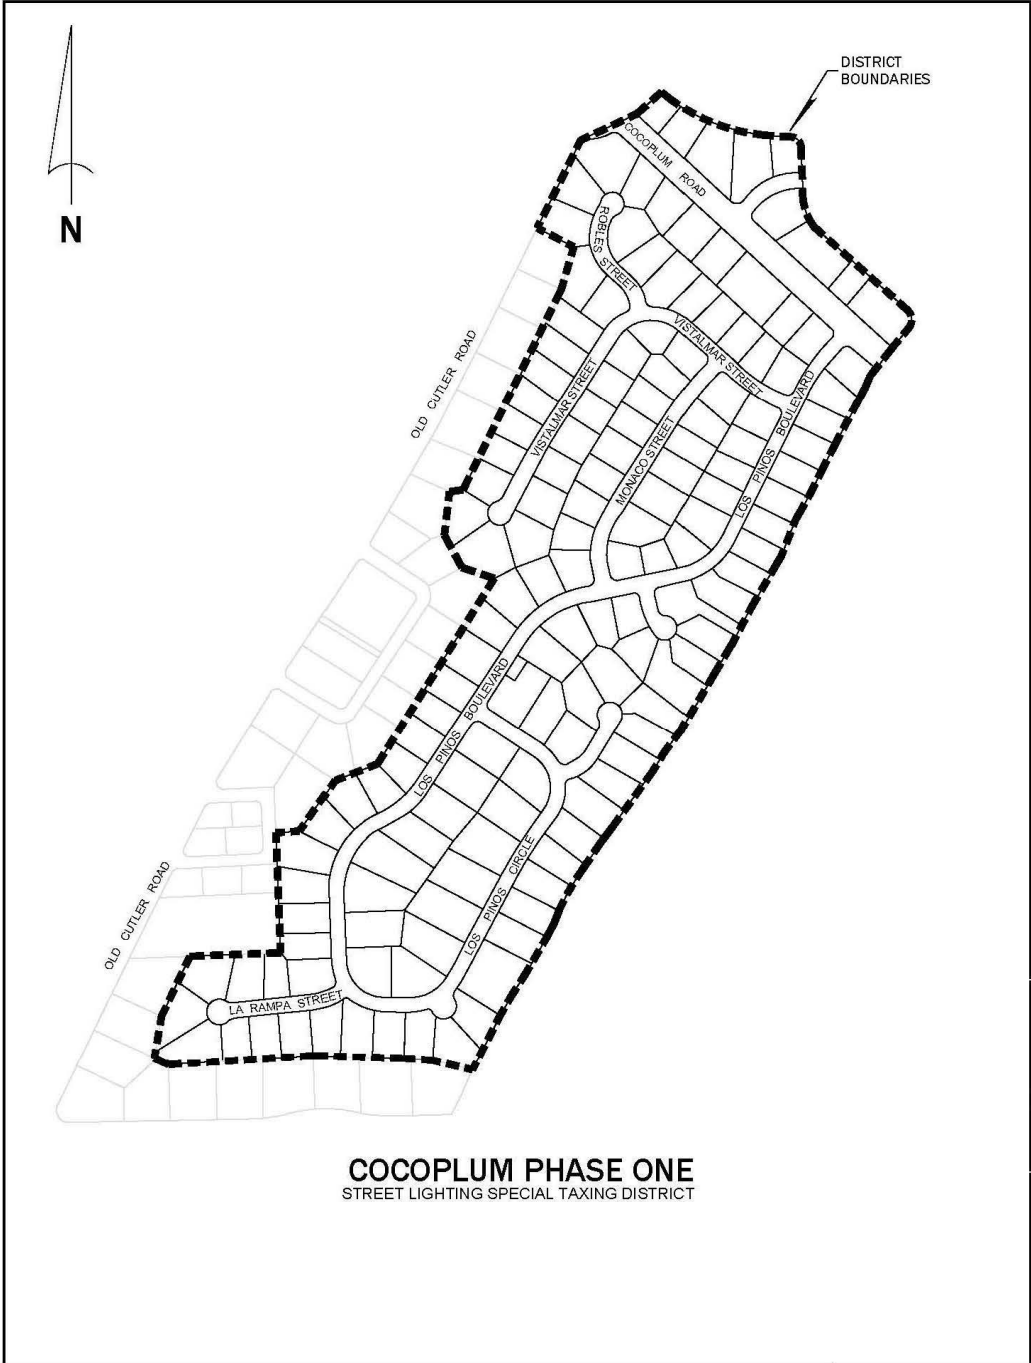 DISTRICT
BOUNDARIES
N
COCOPLUM ROAD
ROBLES STREET
VISTALMAR STREET
OLD CUTLER ROAD
VISTALMAR STREET
MONACO STREET
LOS PINOS BOULEVARD
LOS PINOS BOULEVARD
LOS PINOS CIRCLE
OLD CUTLER ROAD
LA RAMPA STREET
COCOPLUM PHASE ONE
STREET LIGHTING SPECIAL TAXING DISTRICT